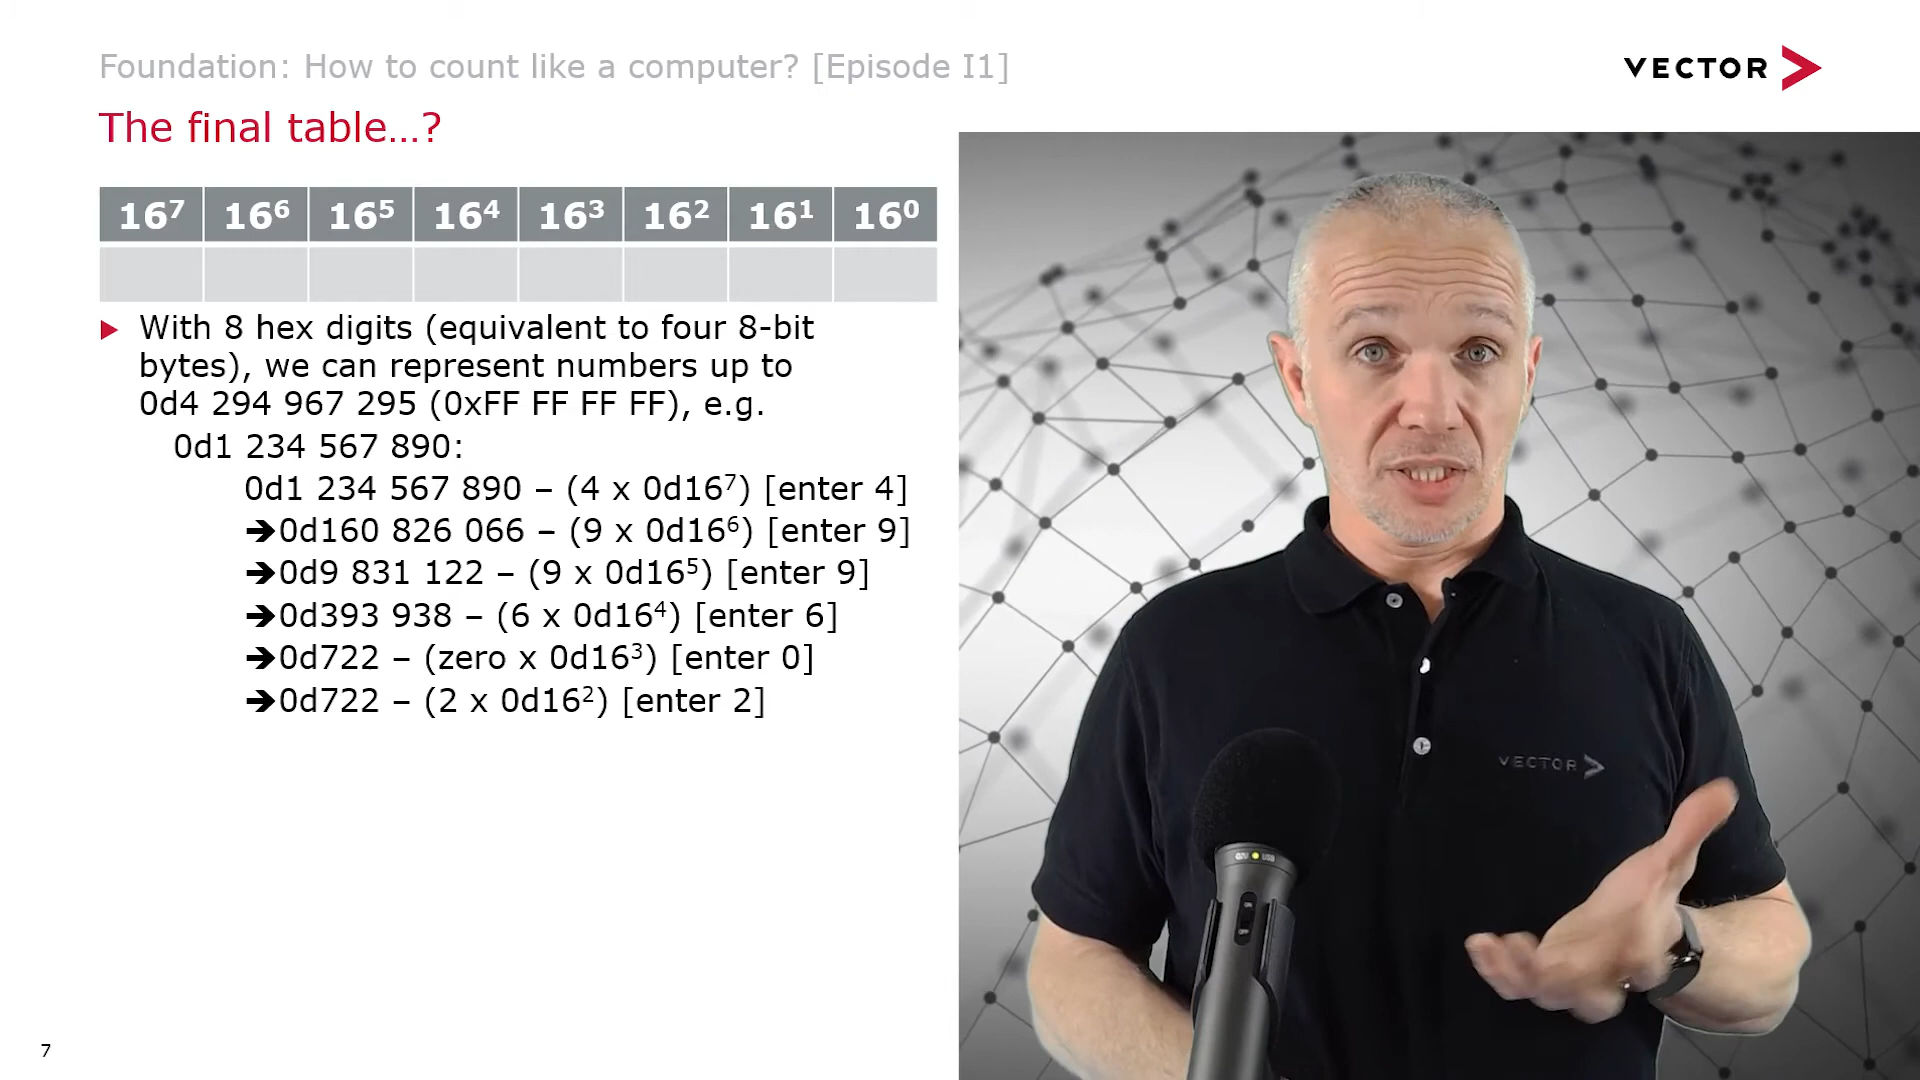 Foundation: How to count like a computer? [Episode I1]
VECTOR
The final table...?
16⁷ 16⁶ 16⁵ 16⁴ 16³ 16² 16¹ 16⁰
With 8 hex digits (equivalent to four 8-bit
bytes), we can represent numbers up to
0d4 294 967 295 (0xFF FF FF FF), e.g.
0d1 234 567 890:
0d1 234 567 890 – (4 x 0d16⁷) [enter 4]
➔0d160 826 066 – (9 x 0d16⁶) [enter 9]
➔0d9 831 122 – (9 x 0d16⁵) [enter 9]
➔0d393 938 – (6 x 0d16⁴) [enter 6]
➔0d722 – (zero x 0d16³) [enter 0]
➔0d722 – (2 x 0d16²) [enter 2]
VECTOR
7